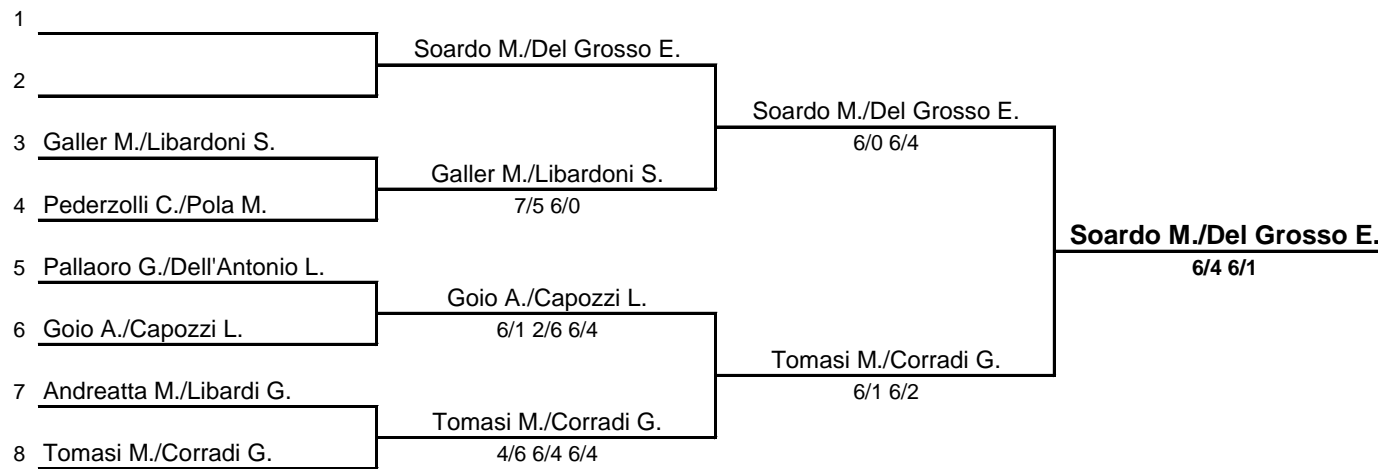 1
Soardo M./Del Grosso E.
2
Soardo M./Del Grosso E.
6/0 6/4
3 Galler M./Libardoni S.
Galler M./Libardoni S.
7/5 6/0
4 Pederzolli C./Pola M.
Soardo M./Del Grosso E.
6/4 6/1
5 Pallaoro G./Dell'Antonio L.
Goio A./Capozzi L.
6/1 2/6 6/4
6 Goio A./Capozzi L.
Tomasi M./Corradi G.
6/1 6/2
7 Andreatta M./Libardi G.
Tomasi M./Corradi G.
4/6 6/4 6/4
8 Tomasi M./Corradi G.